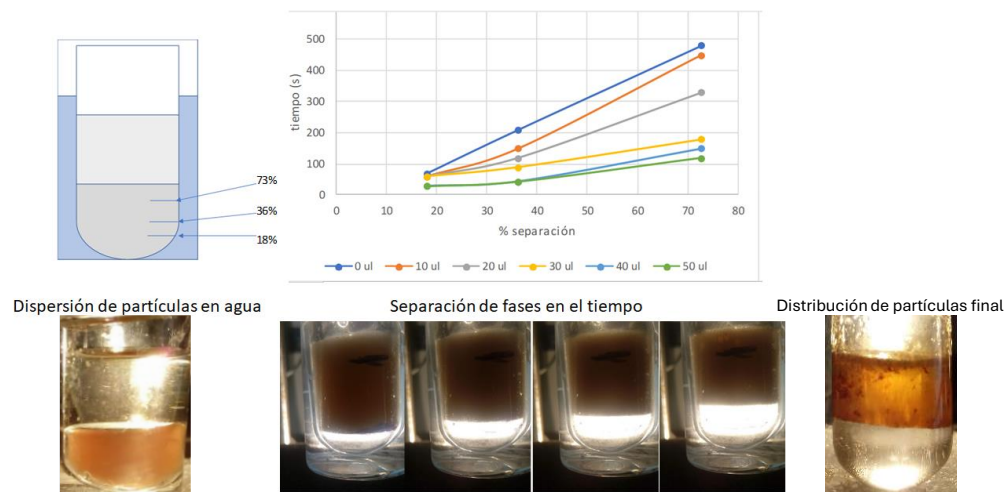 73%
36%
18%
tiempo (s)
500
400
300
200
100
0
0 10 20 30 40 50 60 70 80
% separación
0 ul 10 ul 20 ul 30 ul 40 ul 50 ul
Dispersión de partículas en agua
Separación de fases en el tiempo
Distribución de partículas final